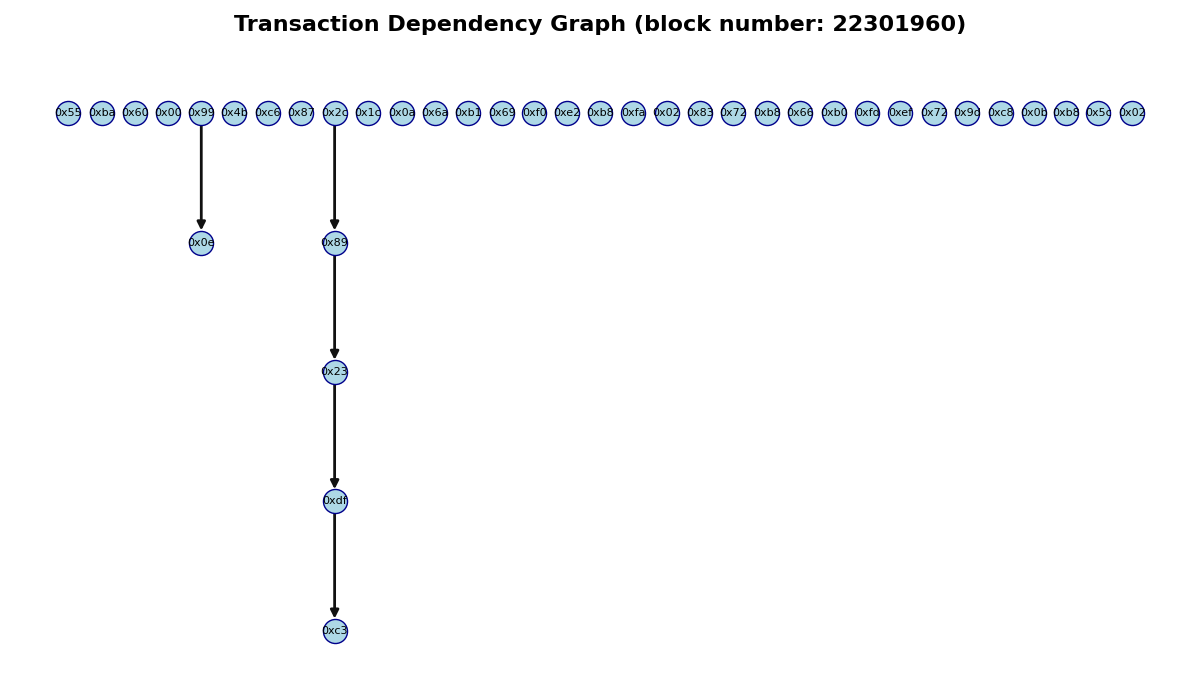 Transaction Dependency Graph (block number: 22301960)
0x55 0xba 0x60 0x00 0x99 0x4b 0xc6 0x87 0x2c 0x1c 0x0a 0x6a 0xb1 0x69 0xf0 0xe2 0xb8 0xfa 0x02 0x83 0x72 0xb8 0x66 0xb0 0xfd 0xef 0x72 0x9d 0xc8 0x0b 0xb8 0x5c 0x02
0x0e 0x89
0x23
0xdf
0xc3